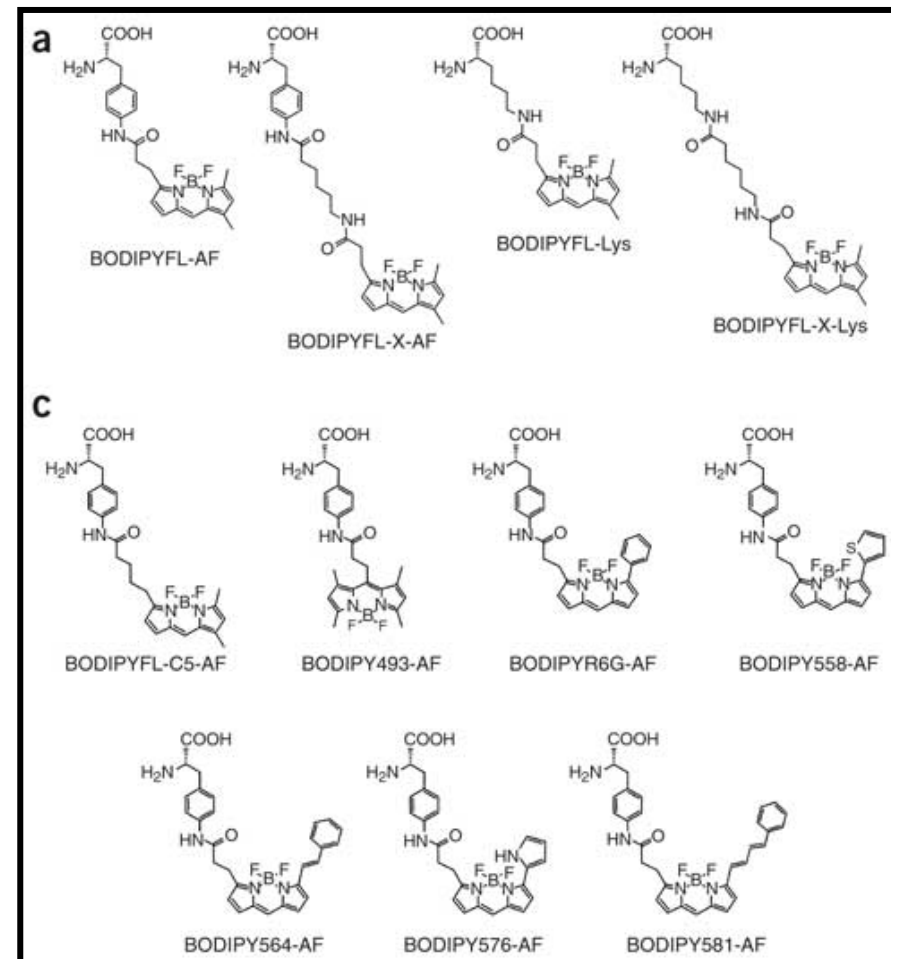 a
COOH
H₂N
HN
O
F
B
F
N
N
BODIPYFL-AF
COOH
H₂N
HN
O
NH
O
F
B
F
N
N
BODIPYFL-X-AF
COOH
H₂N
NH
O
F
B
F
N
N
BODIPYFL-Lys
COOH
H₂N
NH
O
HN
O
F
B
F
N
N
BODIPYFL-X-Lys
c
COOH
H₂N
HN
O
F
B
F
N
N
BODIPYFL-C5-AF
COOH
H₂N
HN
O
N
N
F
B
F
BODIPY493-AF
COOH
H₂N
HN
O
F
B
F
N
N
BODIPYR6G-AF
COOH
H₂N
HN
O
S
F
B
F
N
N
BODIPY558-AF
COOH
H₂N
HN
O
F
B
F
N
N
BODIPY564-AF
COOH
H₂N
HN
O
HN
F
B
F
N
N
BODIPY576-AF
COOH
H₂N
HN
O
F
B
F
N
N
BODIPY581-AF